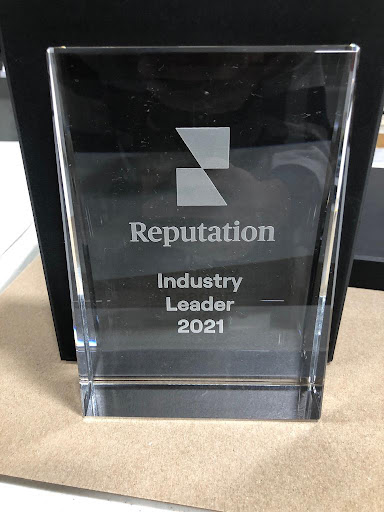 Reputation
Industry
Leader
2021